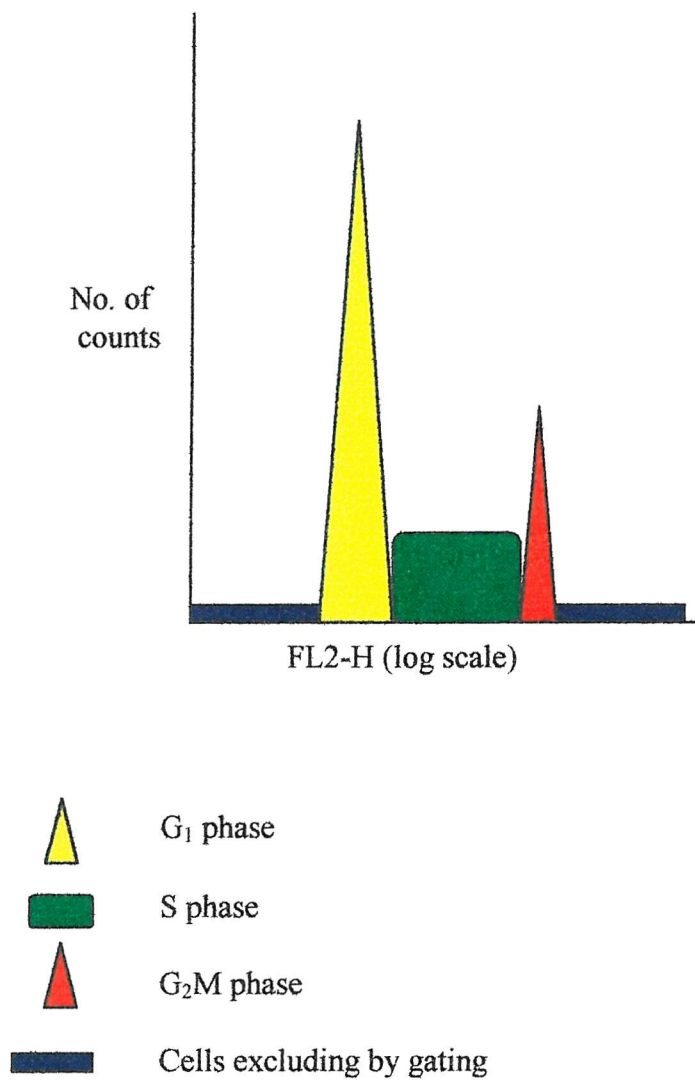 No. of
counts
FL2-H (log scale)
G₁ phase
S phase
G₂M phase
Cells excluding by gating